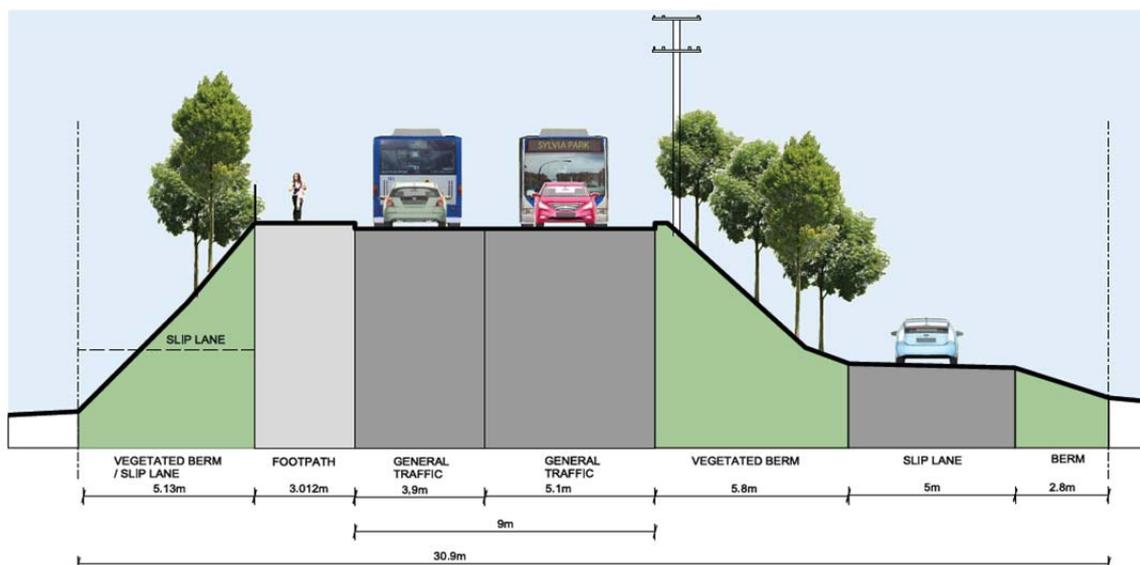 SYLVIA PARK
SLIP LANE
VEGETATED BERM
/ SLIP LANE
5.13m
FOOTPATH
3.012m
GENERAL
TRAFFIC
3,9m
GENERAL
TRAFFIC
5.1m
VEGETATED BERM
5.8m
SLIP LANE
5m
BERM
2.8m
9m
30.9m